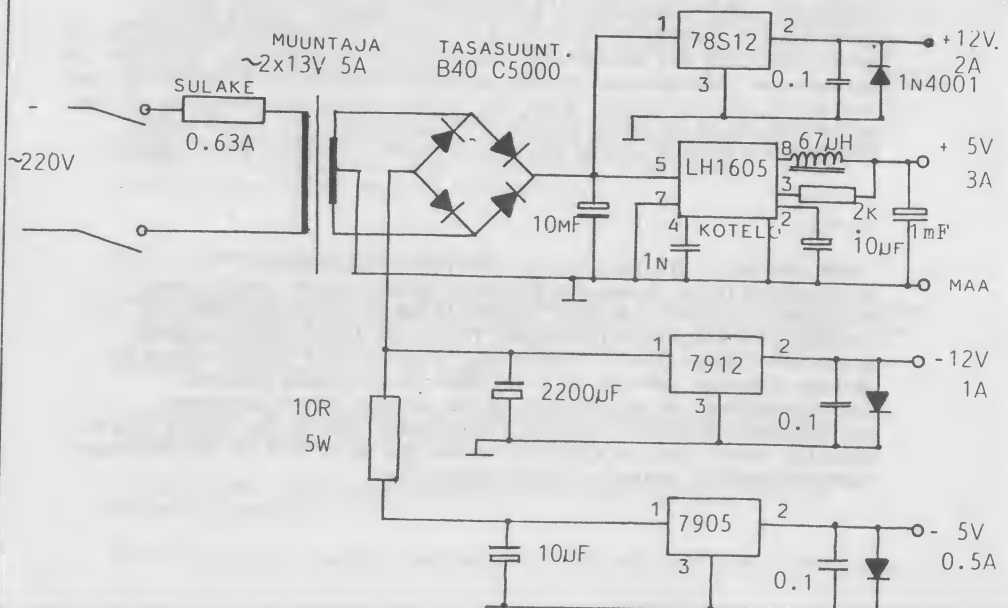 MUUNTAJA
~2x13V 5A
SULAKE
0.63A
~220V
TASASUUNT.
B40 C5000
1
78S12
2
3
0.1
1N4001
+12V.
2A
5
7
LH1605
8
67µH
3
2K
2
4
KOTELO
1N
10MF
10µF
1mF
+ 5V
3A
MAA
10R
5W
2200µF
1
7912
2
3
0.1
-12V
1A
10µF
1
7905
2
3
0.1
- 5V
0.5A